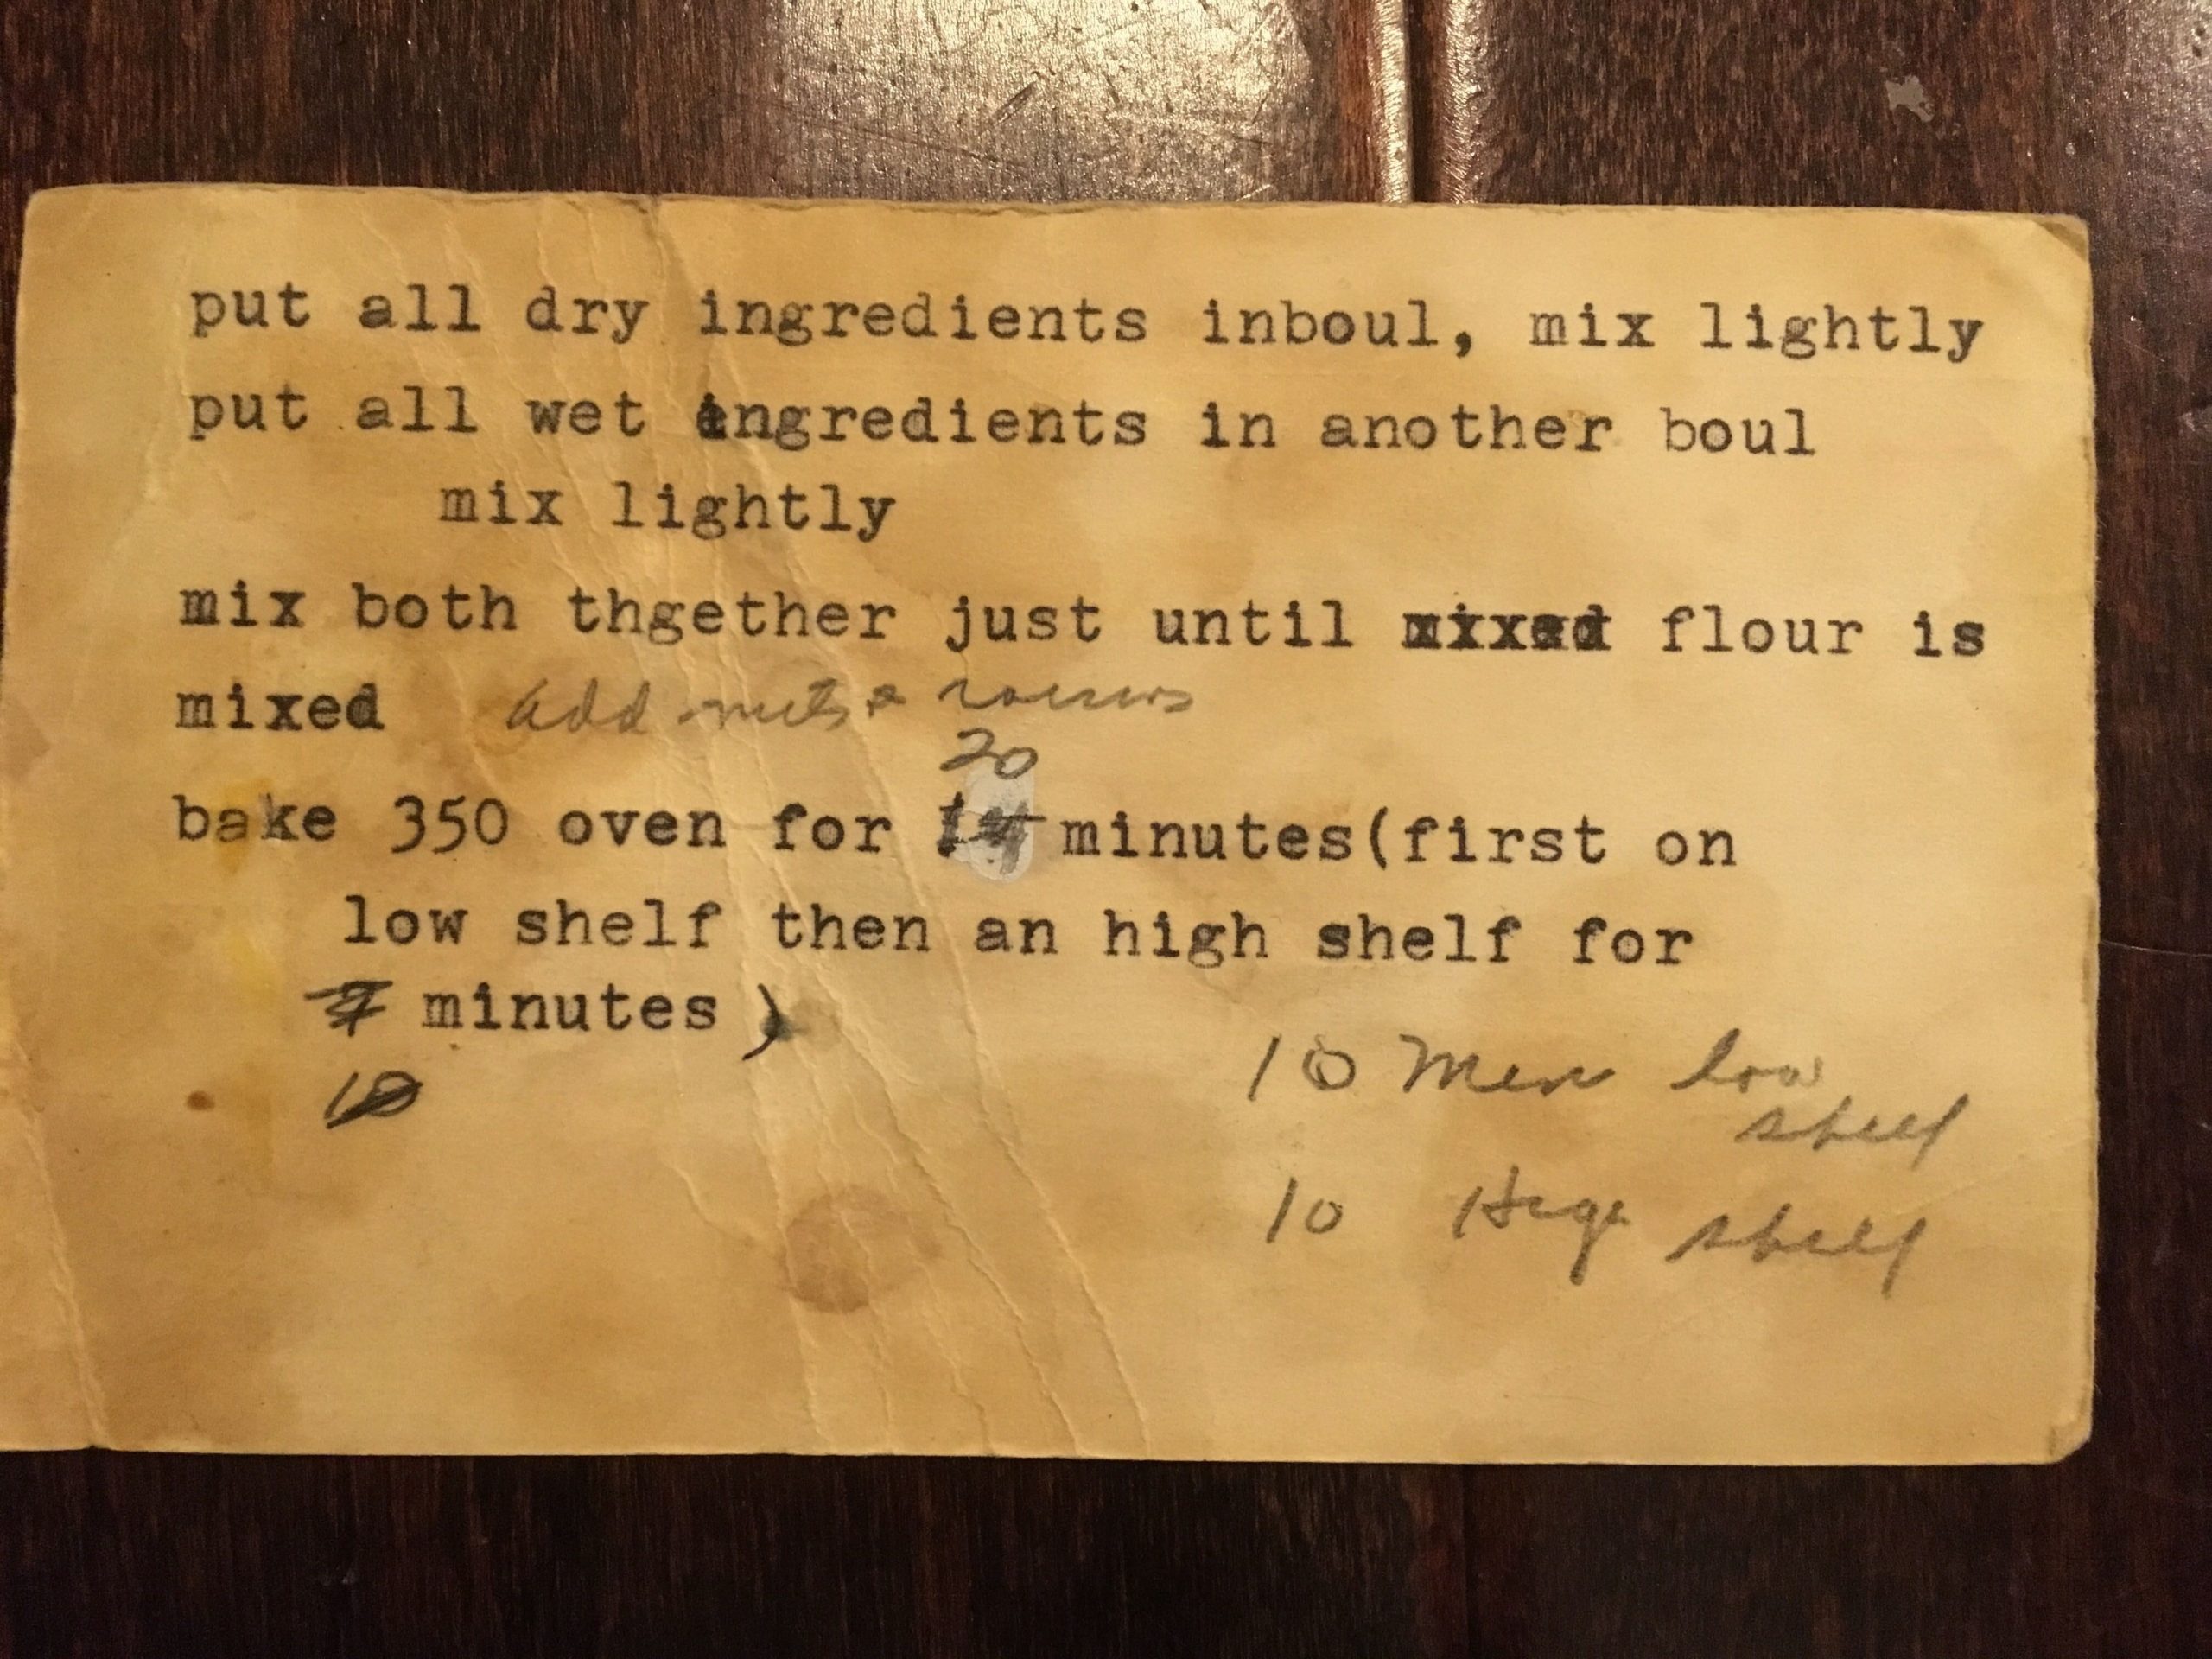 put all dry ingredients inboul, mix lightly
put all wet ingredients in another boul
mix lightly
mix both thgether just until mixxed flour is
mixed add nuts & raisins
20
bake 350 oven for 14 minutes(first on
low shelf then an high shelf for
7 minutes)
10
10 Min low
shelf
10 High shelf